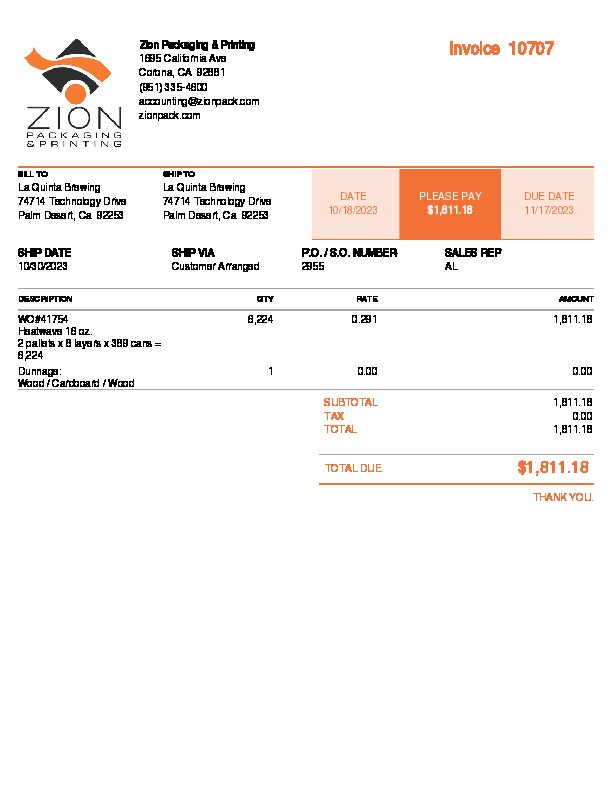 ZION
PACKAGING
& PRINTING
Zion Packaging & Printing
1695 California Ave
Corona, CA 92881
(951) 335-4600
accounting@zionpack.com
zionpack.com
Invoice 10707
BILL TO
La Quinta Brewing
74714 Technology Drive
Palm Desert, Ca 92253
SHIP TO
La Quinta Brewing
74714 Technology Drive
Palm Desert, Ca 92253
DATE
10/18/2023
PLEASE PAY
$1,811.18
DUE DATE
11/17/2023
SHIP DATE
10/30/2023
SHIP VIA
Customer Arranged
P.O. / S.O. NUMBER
2955
SALES REP
AL
DESCRIPTION QTY RATE AMOUNT
WO#41754 6,224 0.291 1,811.18
Heatwave 16 oz.
2 pallets x 8 layers x 389 cans =
6,224
Dunnage: 1 0.00 0.00
Wood / Cardboard / Wood
SUBTOTAL 1,811.18
TAX 0.00
TOTAL 1,811.18
TOTAL DUE $1,811.18
THANK YOU.